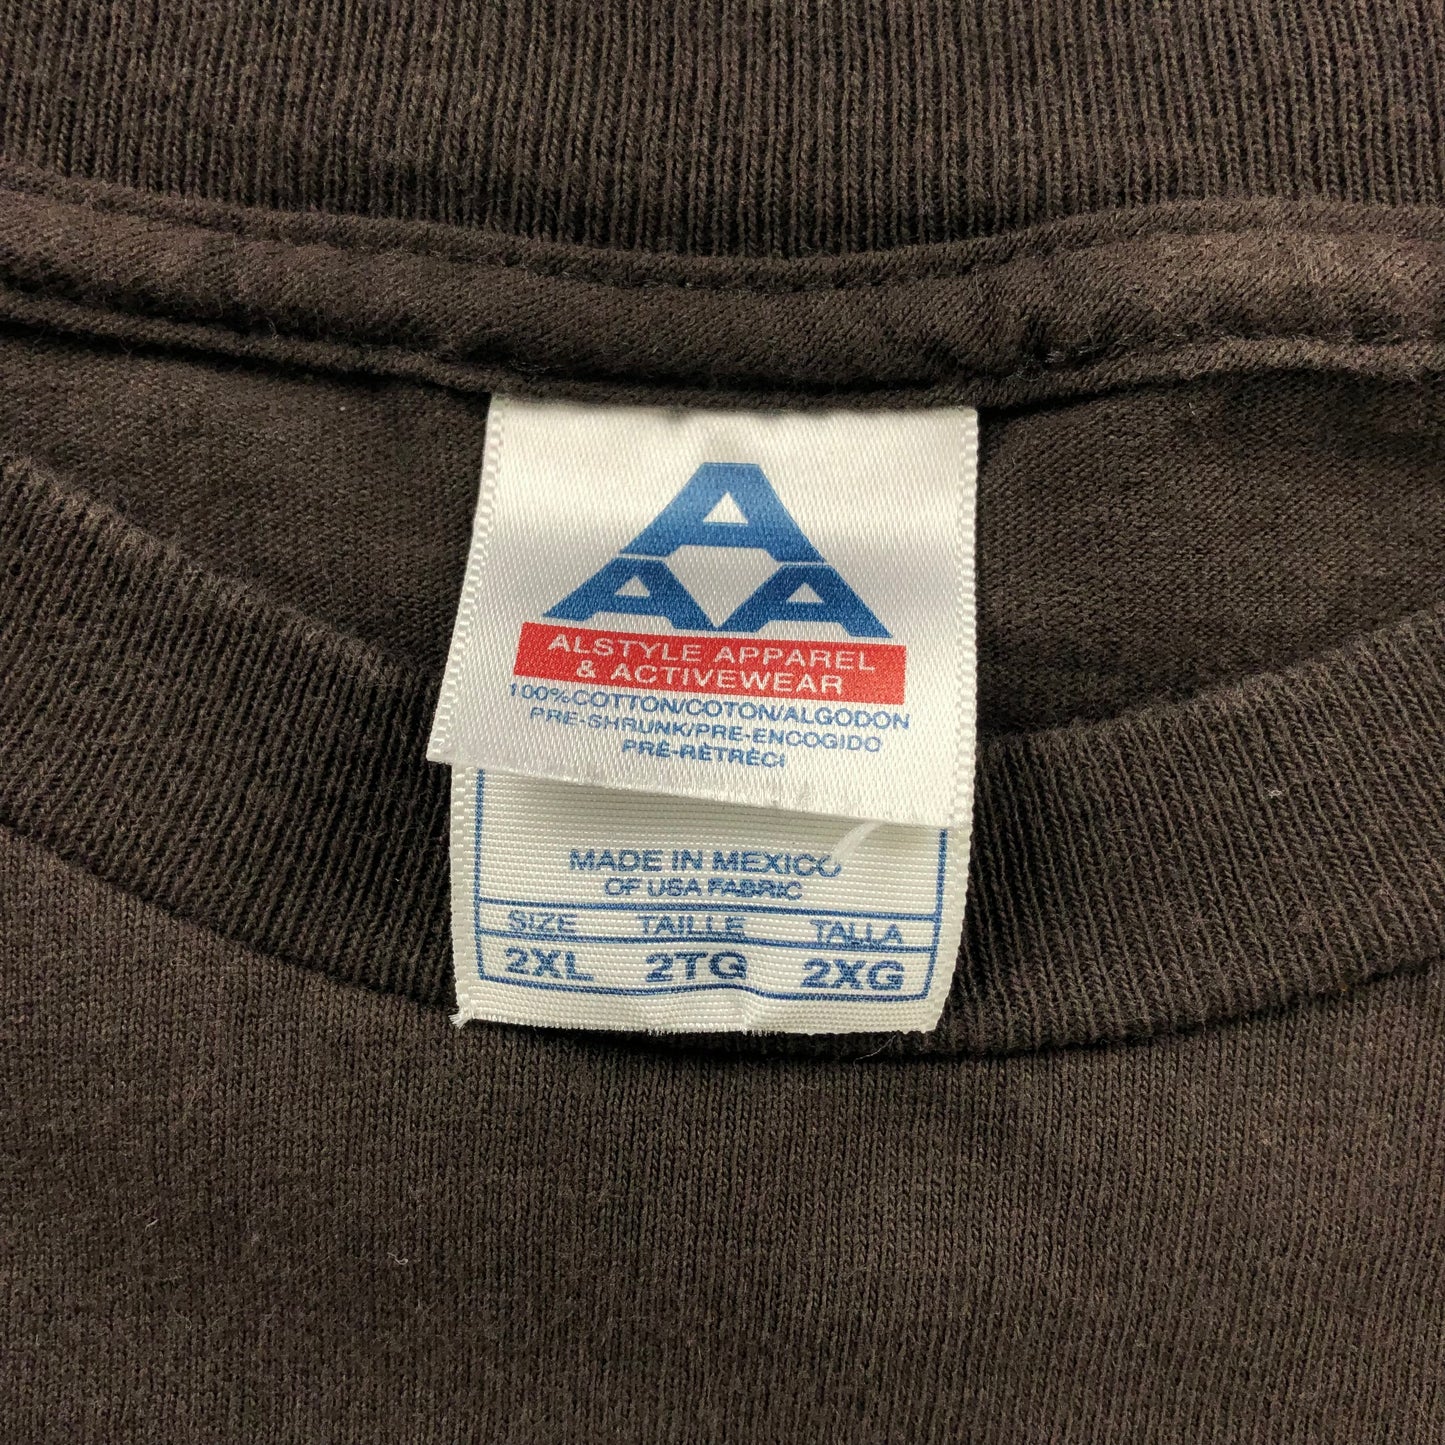 A
A A
ALSTYLE APPAREL
& ACTIVEWEAR
100%COTTON/COTON/ALGODON
PRE-SHRUNK/PRE-ENCOGIDO
PRÉ-RÉTRÉCI
MADE IN MEXICO
OF USA FABRIC
SIZE TAILLE TALLA
2XL 2TG 2XG